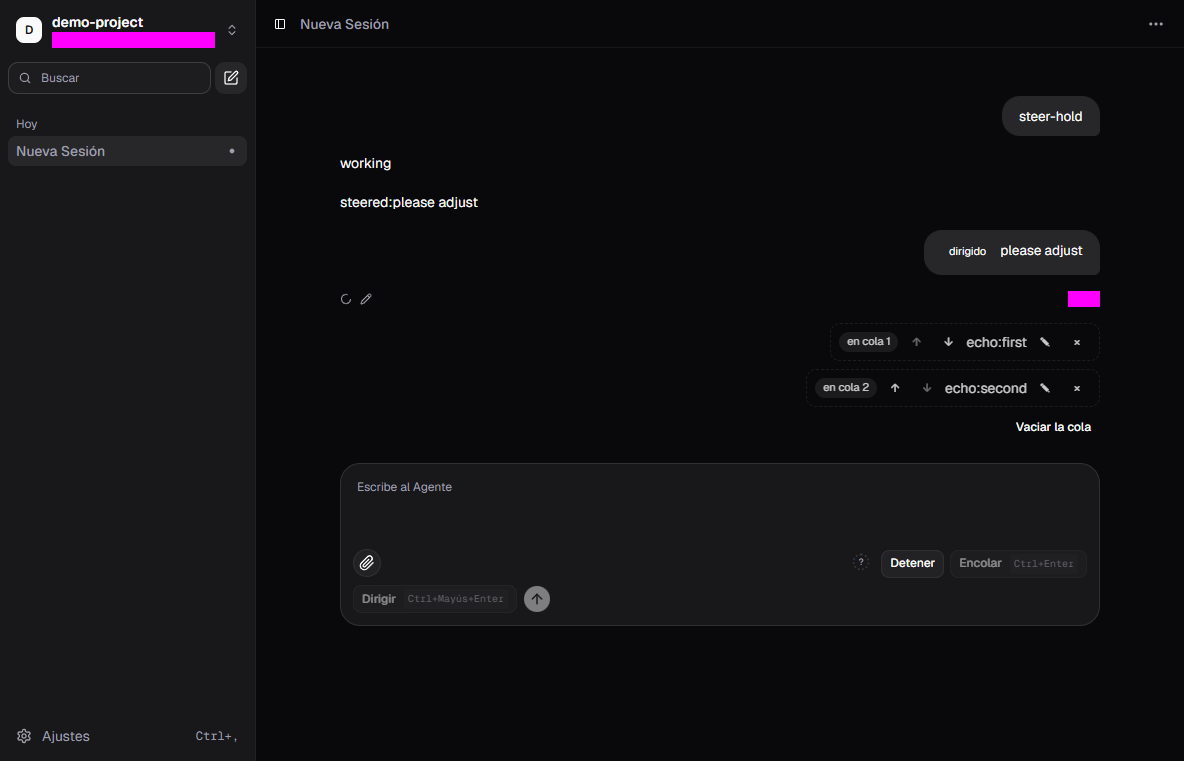 D
demo-project
Nueva Sesión
Buscar
Hoy
Nueva Sesión
steer-hold
working
steered:please adjust
dirigido please adjust
en cola 1 echo:first
en cola 2 echo:second
Vaciar la cola
Escribe al Agente
? Detener Encolar Ctrl+Enter
Dirigir Ctrl+Mayús+Enter
Ajustes Ctrl+,